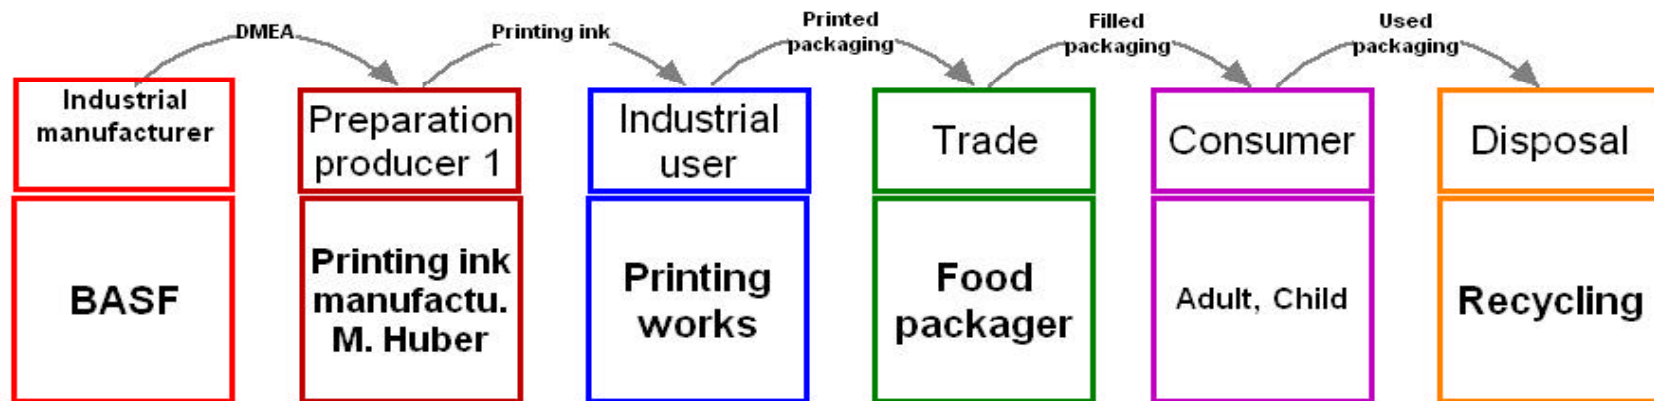 DMEA
Printing ink
Printed
packaging
Filled
packaging
Used
packaging
Industrial
manufacturer
Preparation
producer 1
Industrial
user
Trade
Consumer
Disposal
BASF
Printing ink
manufactu.
M. Huber
Printing
works
Food
packager
Adult, Child
Recycling